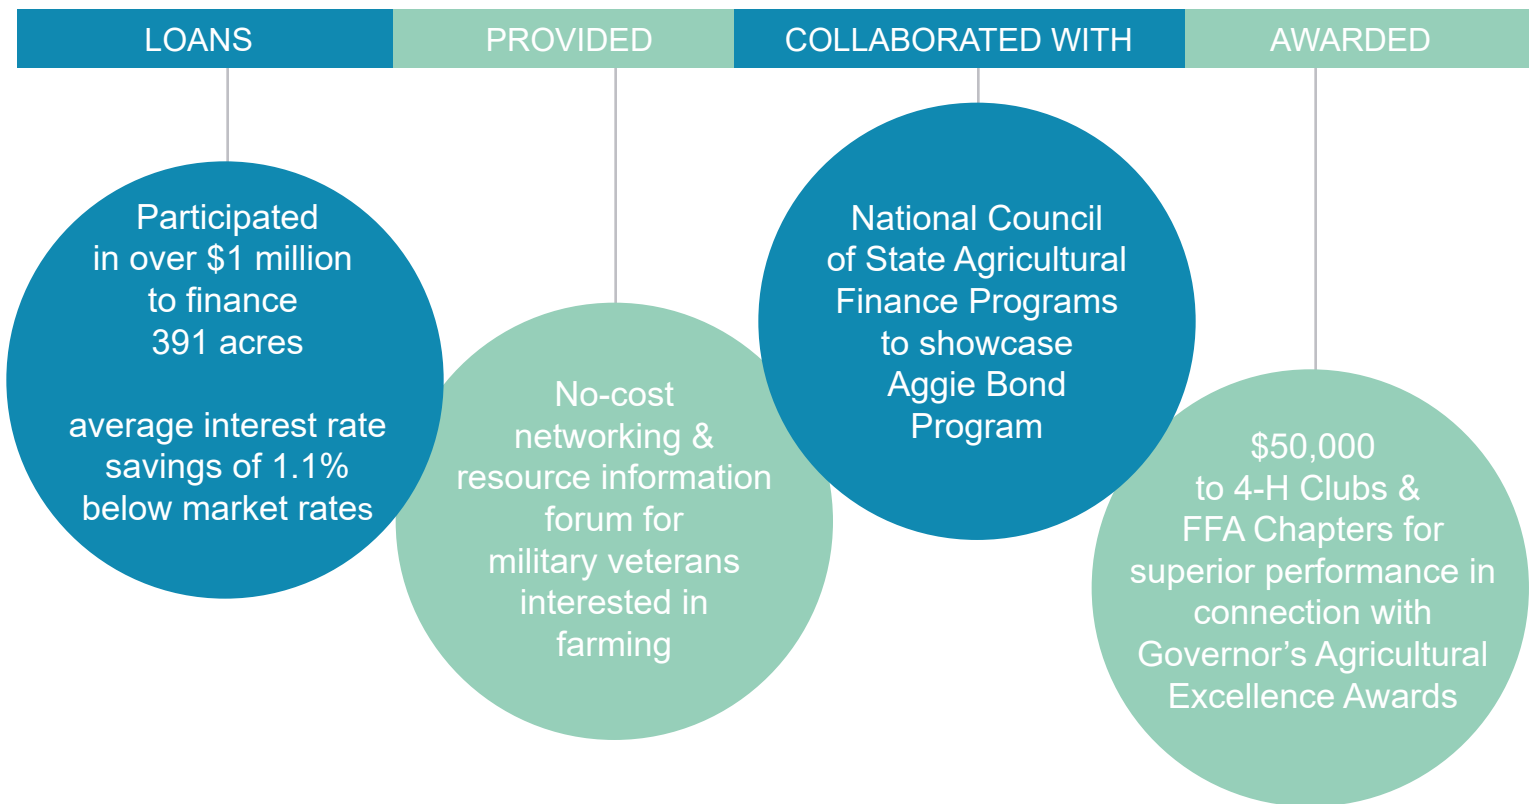 LOANS
PROVIDED
COLLABORATED WITH
AWARDED
Participated
in over $1 million
to finance
391 acres
average interest rate
savings of 1.1%
below market rates
No-cost
networking &
resource information
forum for
military veterans
interested in
farming
National Council
of State Agricultural
Finance Programs
to showcase
Aggie Bond
Program
$50,000
to 4-H Clubs &
FFA Chapters for
superior performance in
connection with
Governor’s Agricultural
Excellence Awards